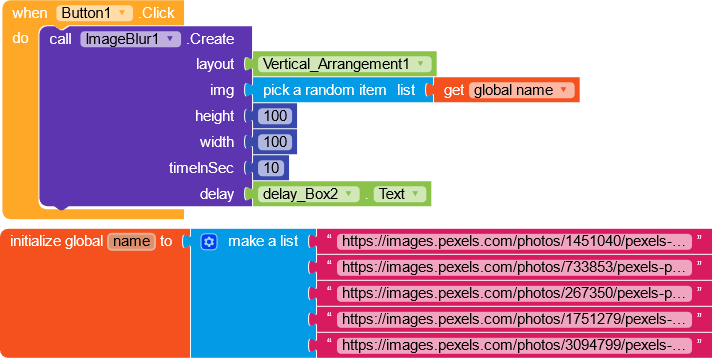 when Button1 .Click
do call ImageBlur1 .Create
layout Vertical_Arrangement1
img pick a random item list get global name
height 100
width 100
timeInSec 10
delay delay_Box2 . Text
initialize global name to make a list “ https://images.pexels.com/photos/1451040/pexels-... ”
“ https://images.pexels.com/photos/733853/pexels-p... ”
“ https://images.pexels.com/photos/267350/pexels-p... ”
“ https://images.pexels.com/photos/1751279/pexels-... ”
“ https://images.pexels.com/photos/3094799/pexels-... ”